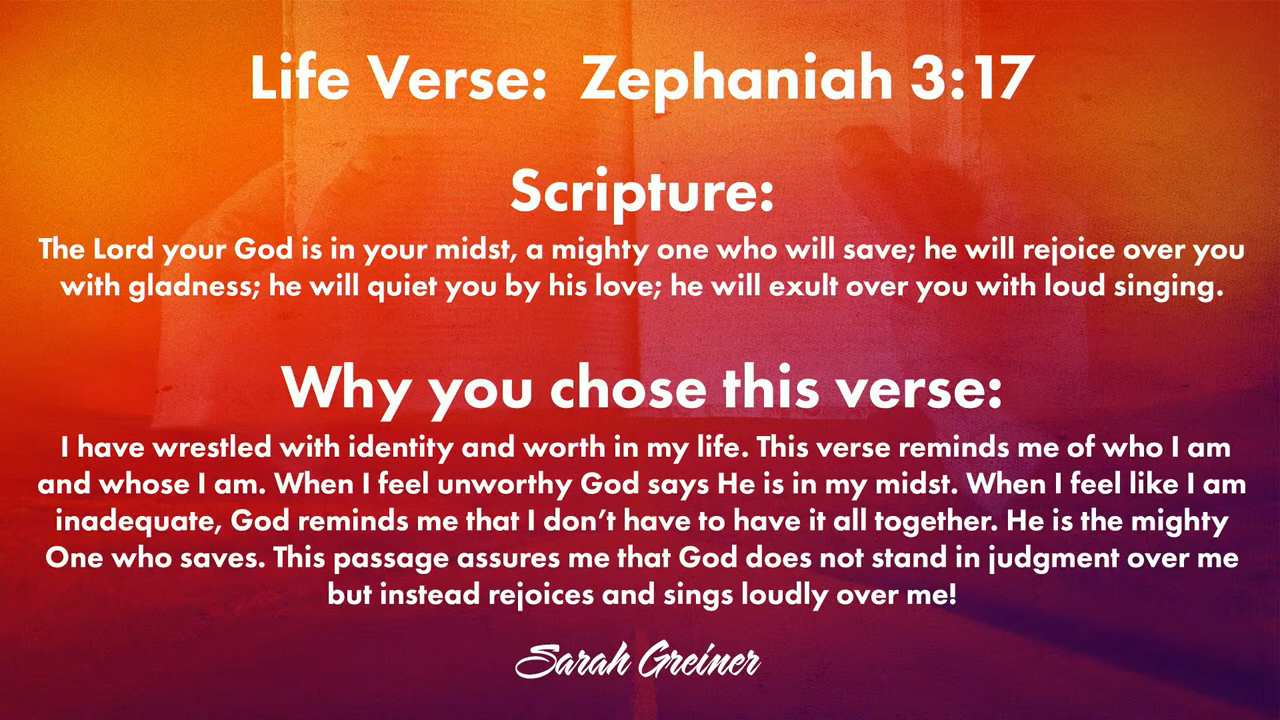 Life Verse:  Zephaniah 3:17
Scripture:
The Lord your God is in your midst, a mighty one who will save; he will rejoice over you
with gladness; he will quiet you by his love; he will exult over you with loud singing.
Why you chose this verse:
I have wrestled with identity and worth in my life. This verse reminds me of who I am
and whose I am. When I feel unworthy God says He is in my midst. When I feel like I am
inadequate, God reminds me that I don’t have to have it all together. He is the mighty
One who saves. This passage assures me that God does not stand in judgment over me
but instead rejoices and sings loudly over me!
Sarah Greiner